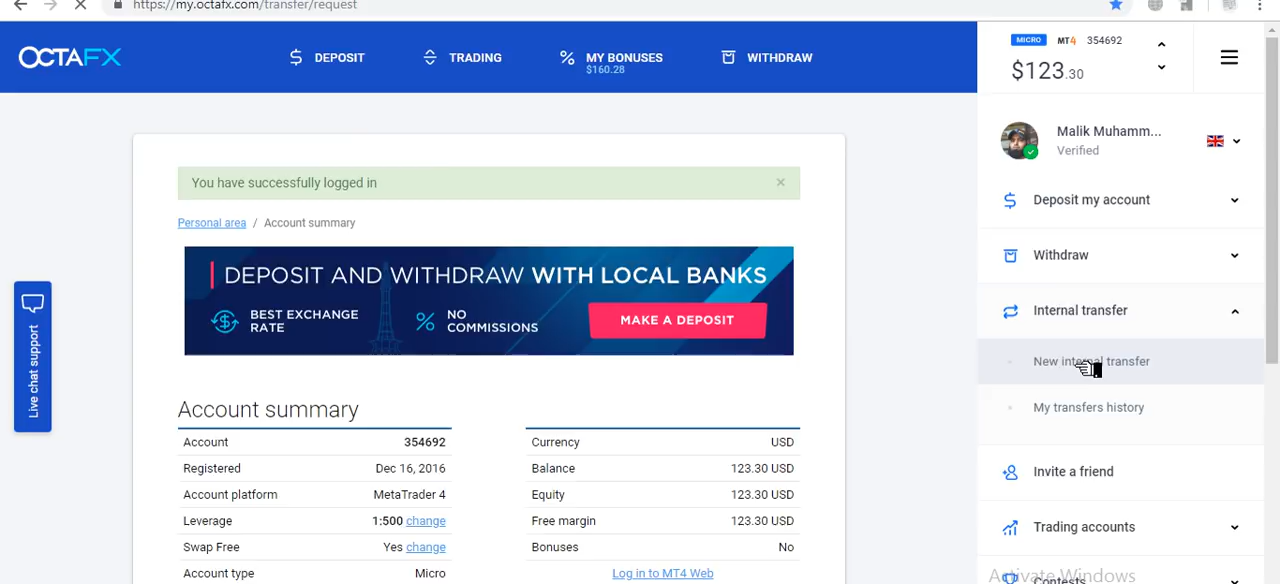 https://my.octafx.com/transfer/request
OCTAFX
DEPOSIT
TRADING
MY BONUSES
$160.28
WITHDRAW
MICRO MT4 354692
$123.30
Malik Muhamm...
Verified
Live chat support
You have successfully logged in ×
Personal area / Account summary
DEPOSIT AND WITHDRAW WITH LOCAL BANKS
BEST EXCHANGE
RATE
NO
COMMISSIONS
MAKE A DEPOSIT
Account summary
Account 354692
Registered Dec 16, 2016
Account platform MetaTrader 4
Leverage 1:500 change
Swap Free Yes change
Account type Micro
Currency USD
Balance 123.30 USD
Equity 123.30 USD
Free margin 123.30 USD
Bonuses No
Log in to MT4 Web
Deposit my account
Withdraw
Internal transfer
New internal transfer
My transfers history
Invite a friend
Trading accounts
Contests
Activate Windows